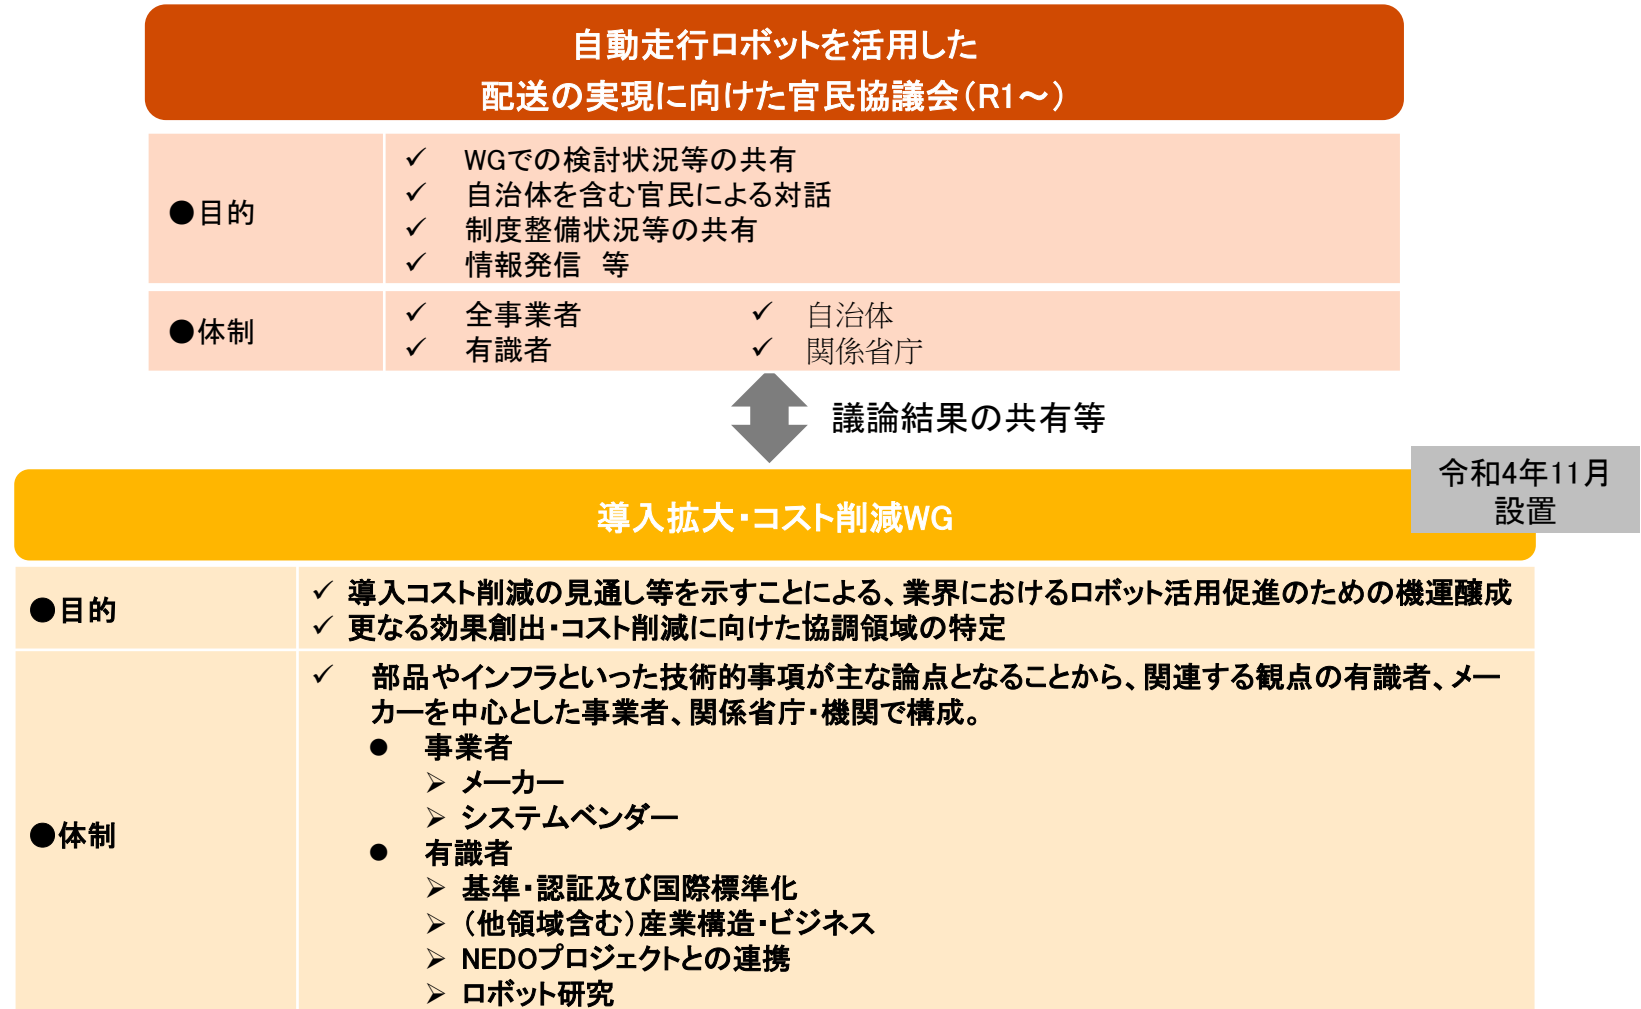 自動走行ロボットを活用した
配送の実現に向けた官民協議会（R1～）
●目的
✓ WGでの検討状況等の共有
✓ 自治体を含む官民による対話
✓ 制度整備状況等の共有
✓ 情報発信　等
●体制
✓ 全事業者 ✓ 自治体
✓ 有識者 ✓ 関係省庁
議論結果の共有等
令和4年11月
設置
導入拡大・コスト削減WG
●目的
✓ 導入コスト削減の見通し等を示すことによる、業界におけるロボット活用促進のための機運醸成
✓ 更なる効果創出・コスト削減に向けた協調領域の特定
●体制
✓ 部品やインフラといった技術的事項が主な論点となることから、関連する観点の有識者、メー
カーを中心とした事業者、関係省庁・機関で構成。
● 事業者
➢ メーカー
➢ システムベンダー
● 有識者
➢ 基準・認証及び国際標準化
➢ （他領域含む）産業構造・ビジネス
➢ NEDOプロジェクトとの連携
➢ ロボット研究